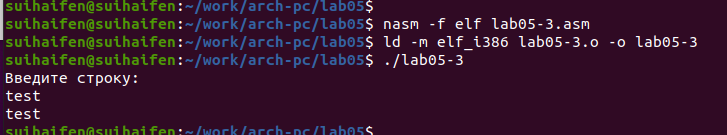 suihaifen@suihaifen:~/work/arch-pc/lab05$
suihaifen@suihaifen:~/work/arch-pc/lab05$ nasm -f elf lab05-3.asm
suihaifen@suihaifen:~/work/arch-pc/lab05$ ld -m elf_i386 lab05-3.o -o lab05-3
suihaifen@suihaifen:~/work/arch-pc/lab05$ ./lab05-3
Введите строку:
test
test
suihaifen@suihaifen:~/work/arch-pc/lab05$